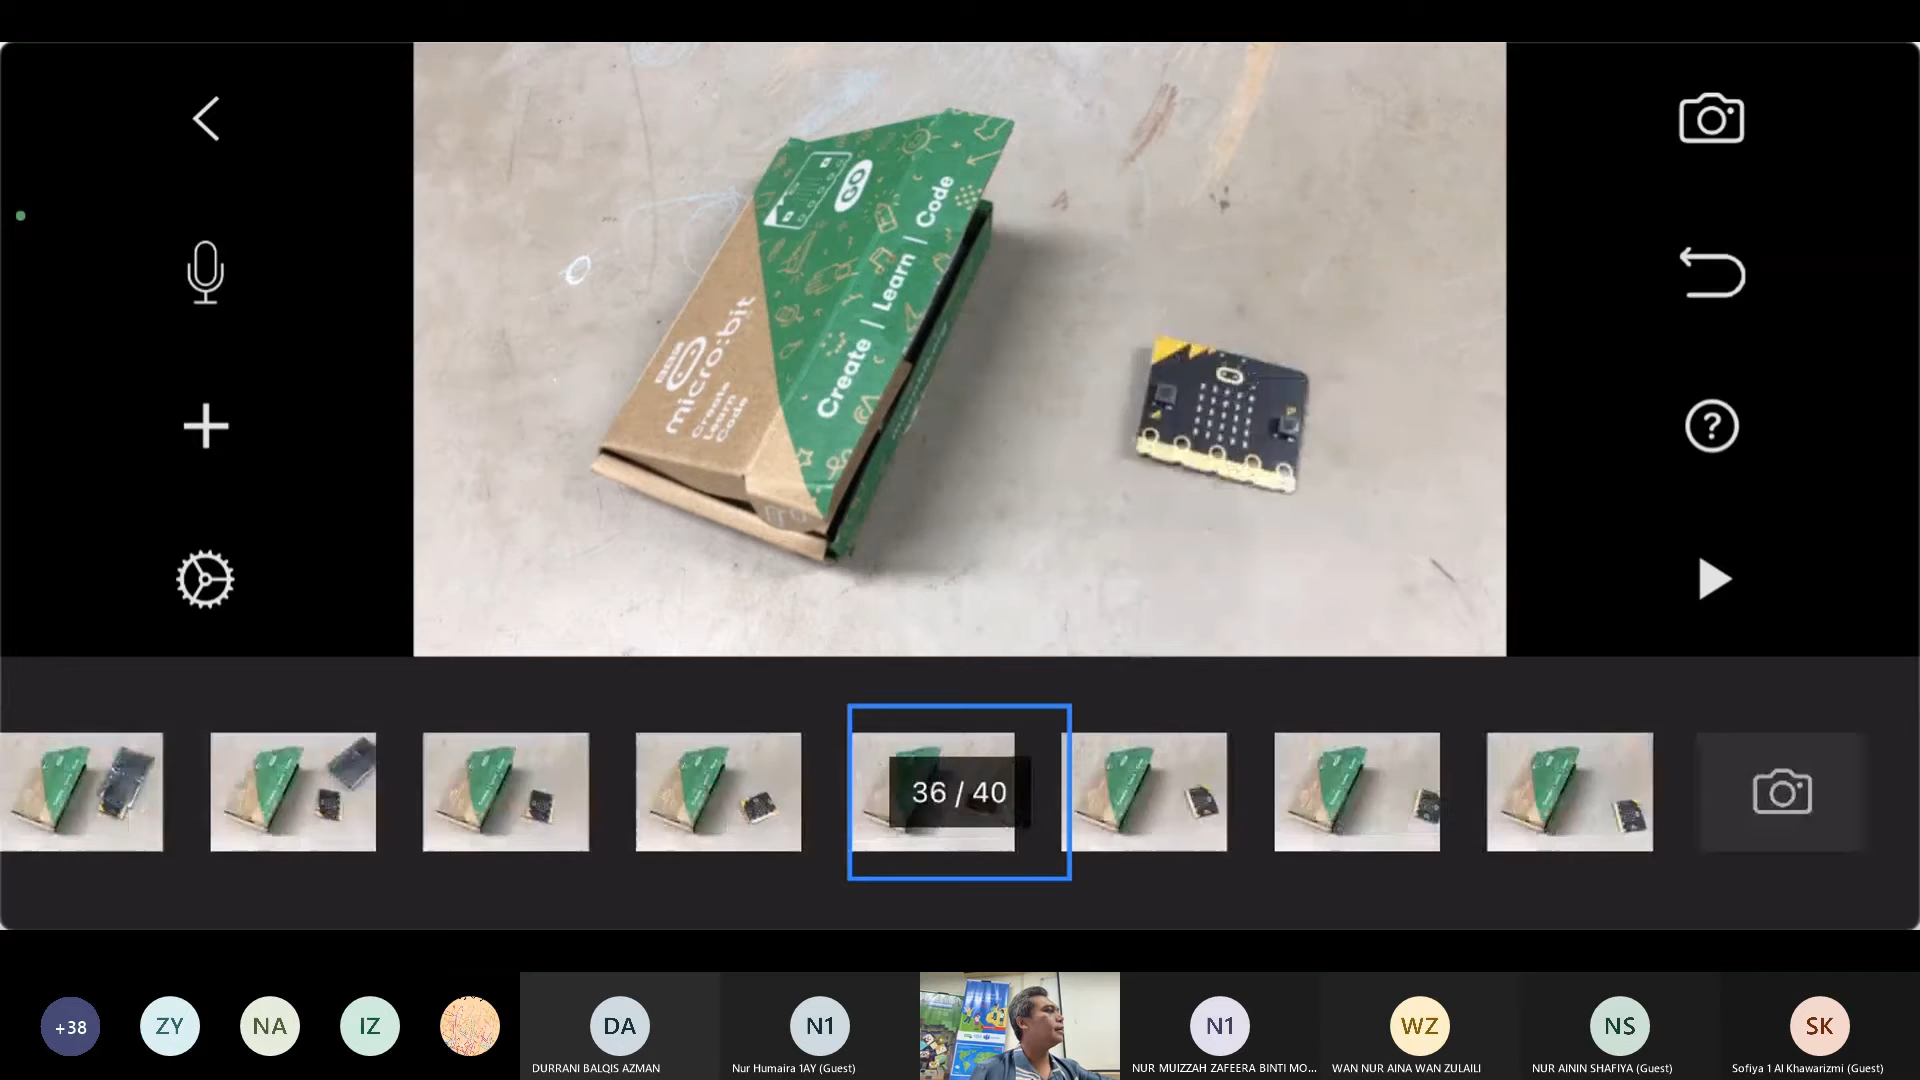 GO
Create | Learn | Code
BBC
micro:bit
Create
Learn
Code
?
36 / 40
+38
ZY
NA
IZ
DA
N1
N1
WZ
NS
SK
DURRANI BALQIS AZMAN
Nur Humaira 1AY (Guest)
NUR MUIZZAH ZAFEERA BINTI MO...
WAN NUR AINA WAN ZULAILI
NUR AININ SHAFIYA (Guest)
Sofiya 1 Al Khawarizmi (Guest)